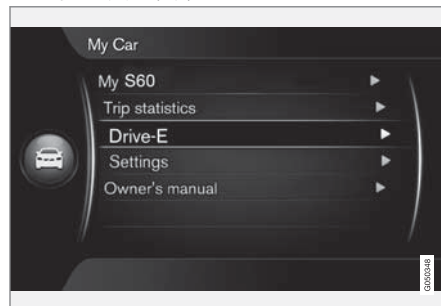 My Car
My S60
Trip statistics
Drive-E
Settings
Owner's manual
G050348